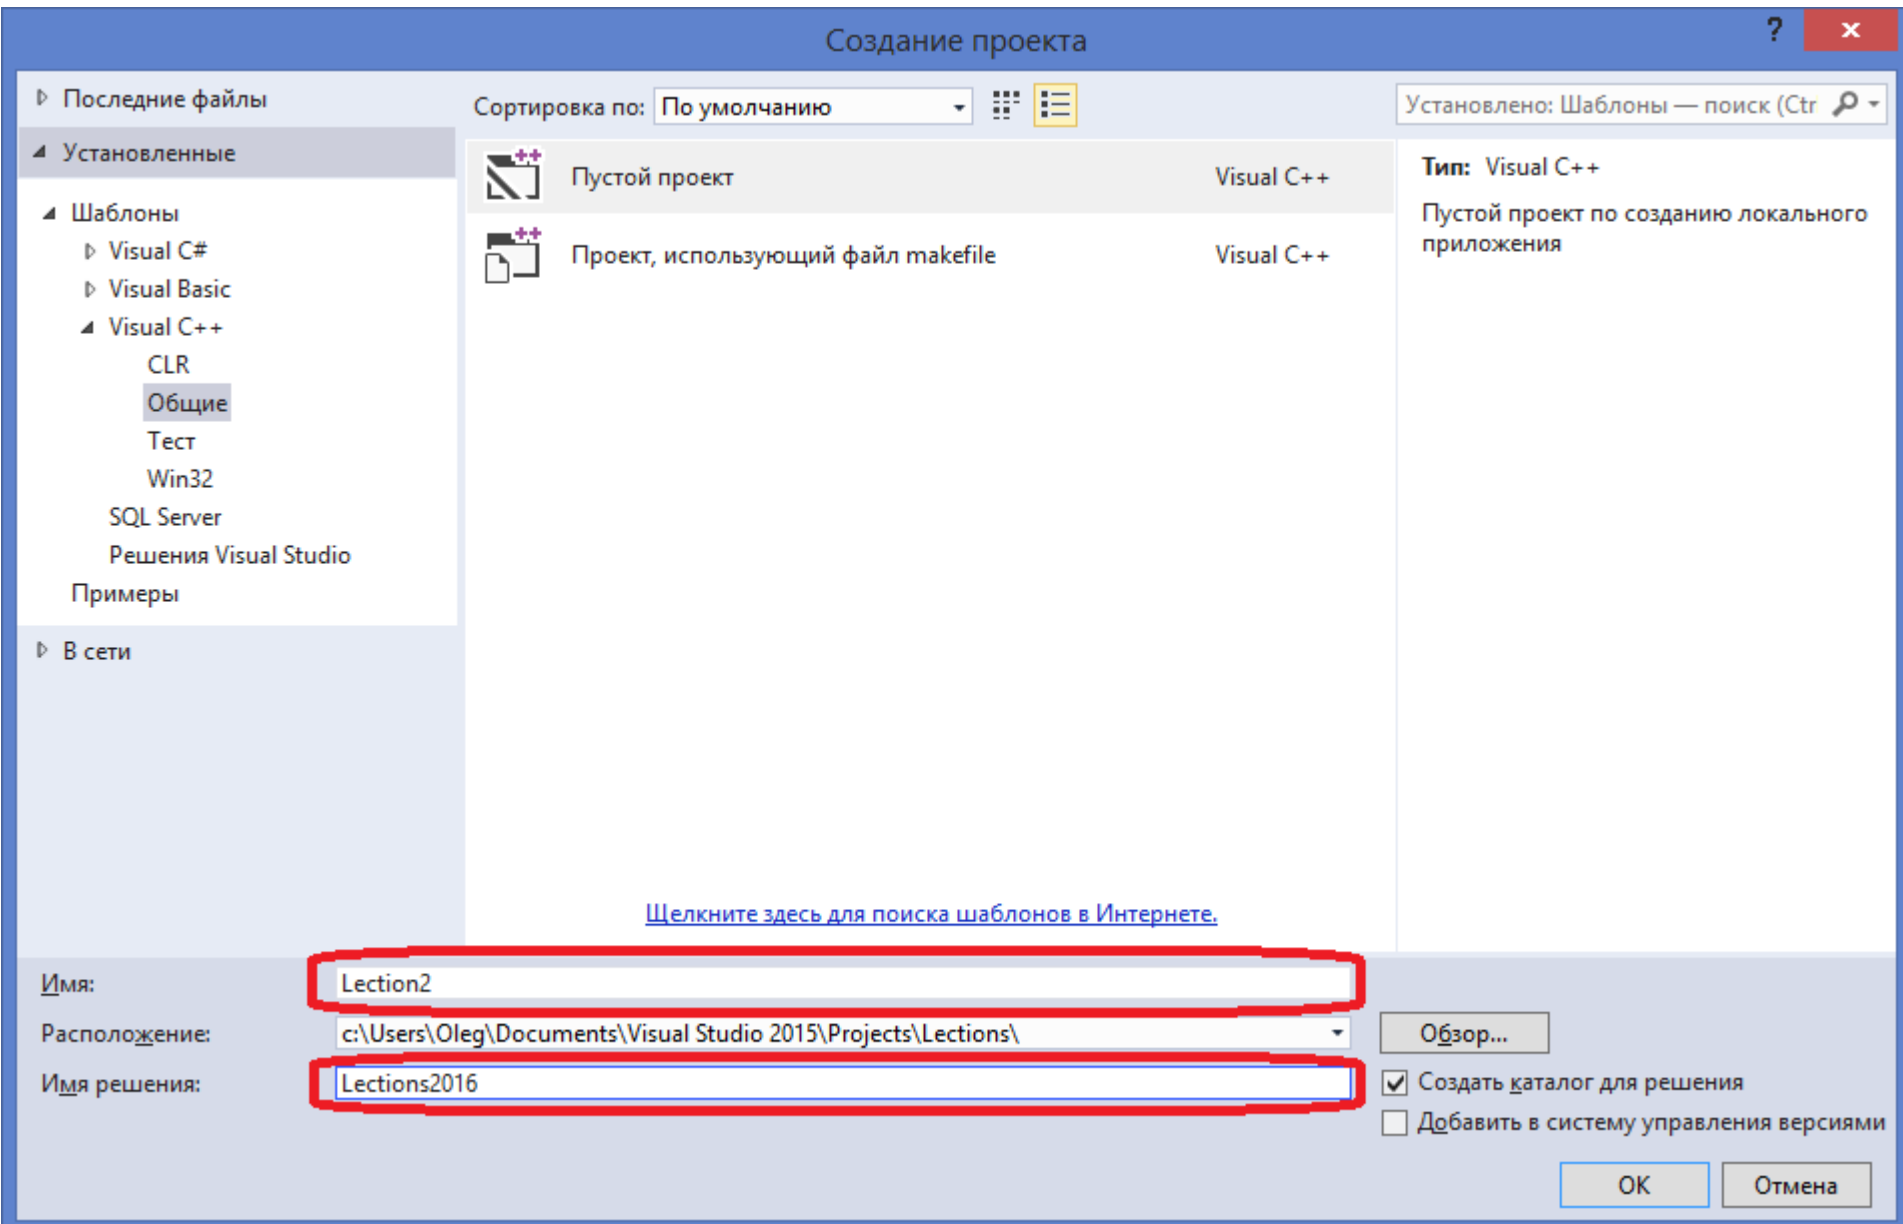 Создание проекта
?
Последние файлы
Установленные
Шаблоны
Visual C#
Visual Basic
Visual C++
CLR
Общие
Тест
Win32
SQL Server
Решения Visual Studio
Примеры
В сети
Сортировка по: По умолчанию
Пустой проект Visual C++
Проект, использующий файл makefile Visual C++
Щелкните здесь для поиска шаблонов в Интернете.
Установлено: Шаблоны — поиск (Ctr
Тип: Visual C++
Пустой проект по созданию локального
приложения
Имя: Lection2
Расположение: c:\Users\Oleg\Documents\Visual Studio 2015\Projects\Lections\ Обзор...
Имя решения: Lections2016
Создать каталог для решения
Добавить в систему управления версиями
ОК Отмена